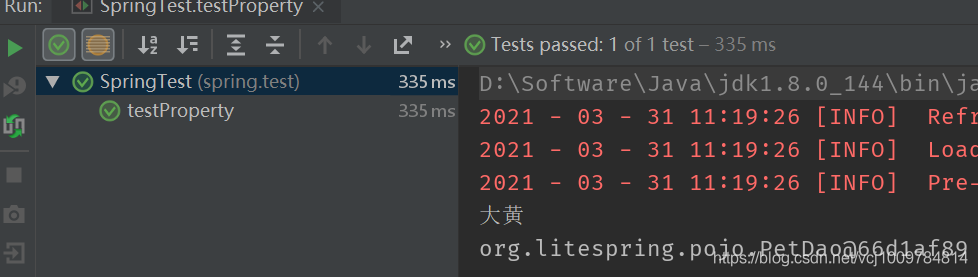 Run: SpringTest.testProperty ×
» Tests passed: 1 of 1 test – 335 ms
SpringTest (spring.test) 335 ms
testProperty 335 ms
D:\Software\Java\jdk1.8.0_144\bin\ja
2021 - 03 - 31 11:19:26 [INFO] Refr
2021 - 03 - 31 11:19:26 [INFO] Load
2021 - 03 - 31 11:19:26 [INFO] Pre-
大黄
org.litespring.pojo.PetDao@66d1af89
https://blog.csdn.net/vcj1009784814